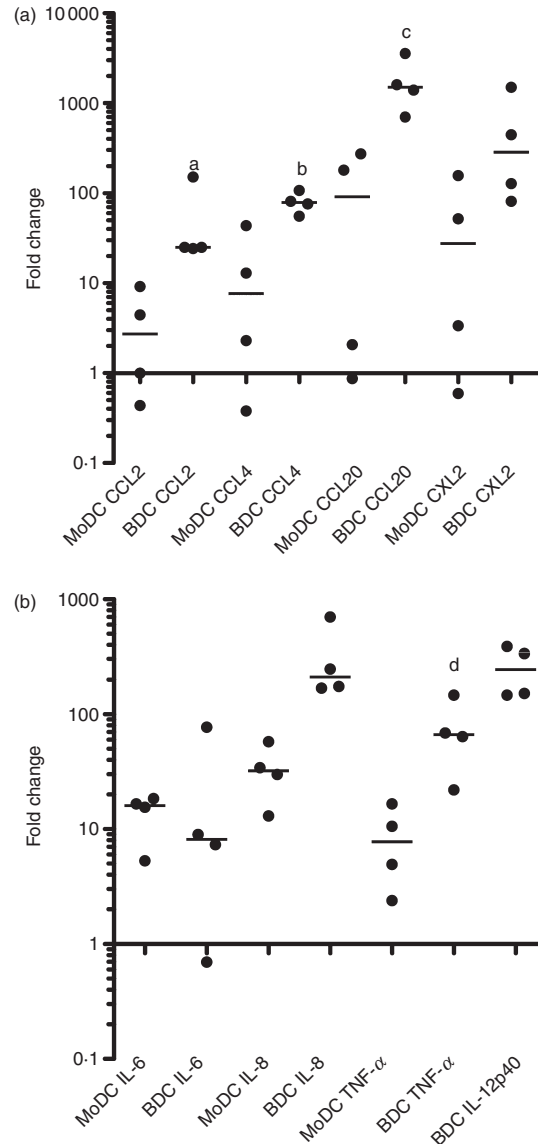 (a)
10 000
1000
100
10
1
0·1
Fold change
a
b
c
MoDC CCL2
BDC CCL2
MoDC CCL4
BDC CCL4
MoDC CCL20
BDC CCL20
MoDC CXL2
BDC CXL2
(b)
1000
100
10
1
0·1
Fold change
d
MoDC IL-6
BDC IL-6
MoDC IL-8
BDC IL-8
MoDC TNF-α
BDC TNF-α
BDC IL-12p40